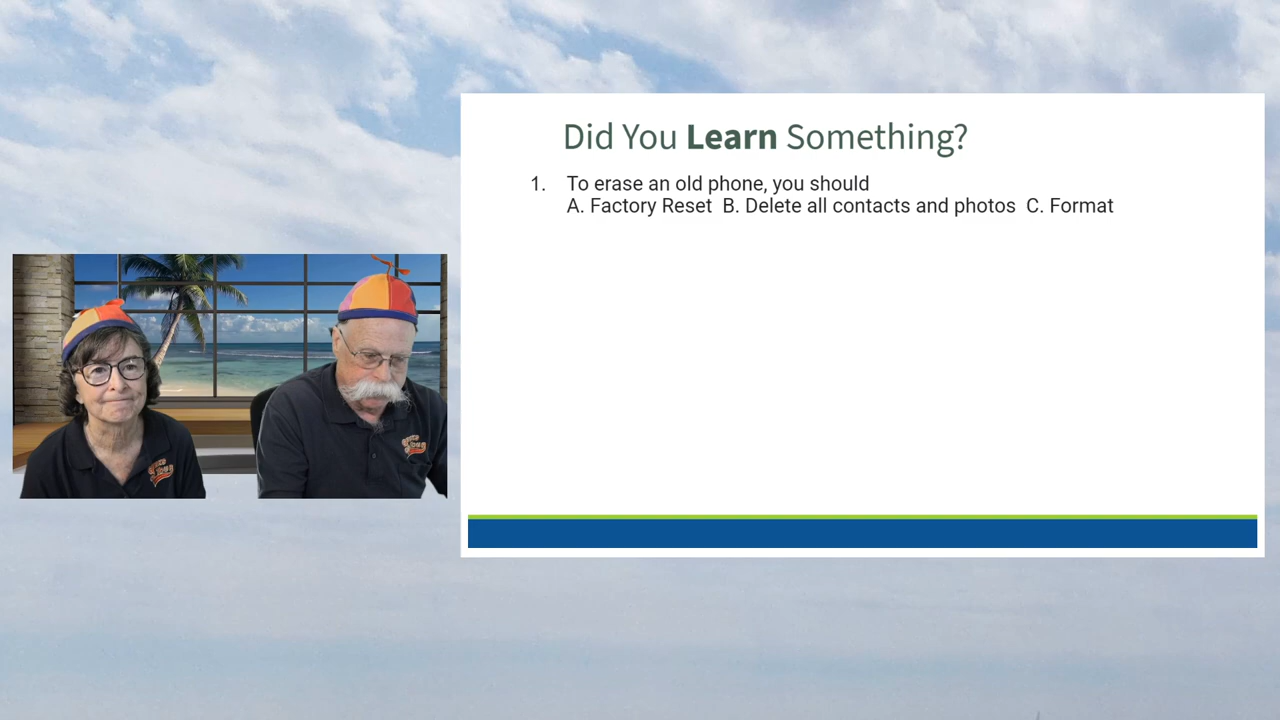 Did You Learn Something?
1. To erase an old phone, you should
A. Factory Reset B. Delete all contacts and photos C. Format